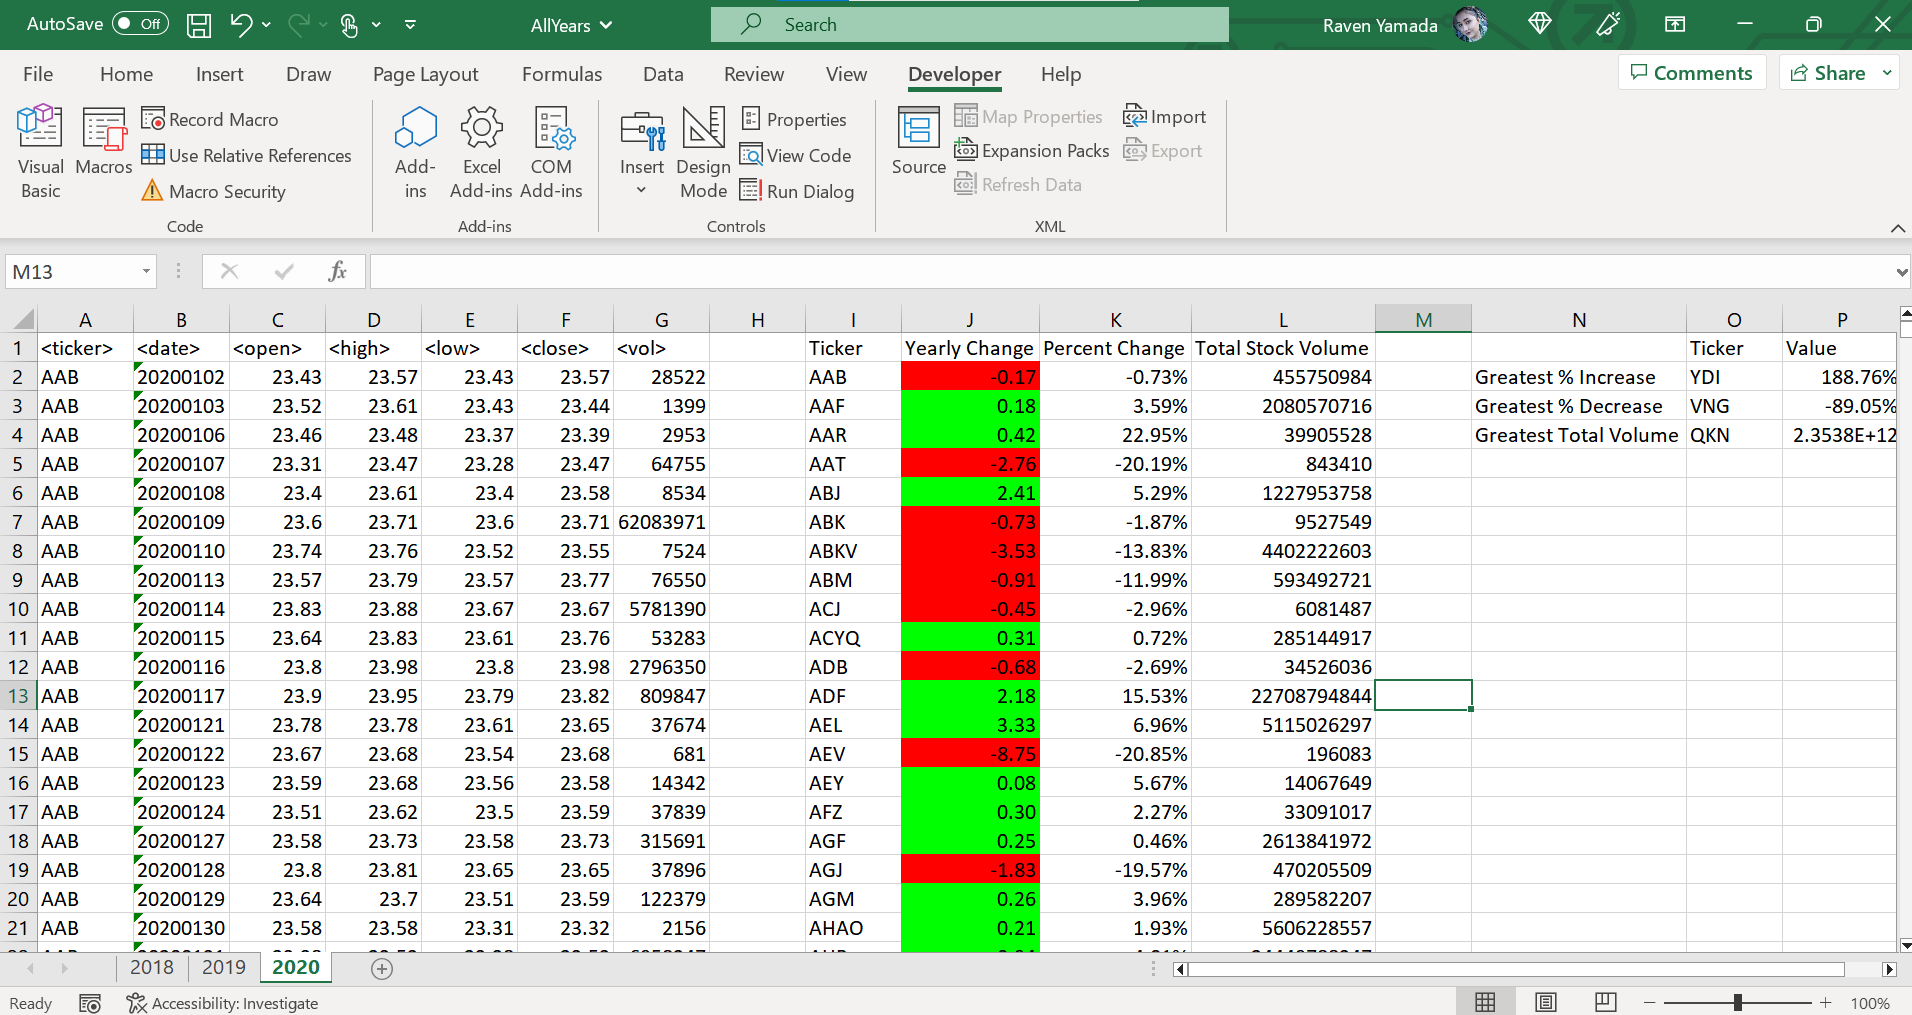 AutoSave Off AllYears Search Raven Yamada
File Home Insert Draw Page Layout Formulas Data Review View Developer Help Comments Share
Visual Basic Macros Record Macro Use Relative References Macro Security Code
Add-ins Excel Add-ins COM Add-ins Add-ins
Insert Design Mode Properties View Code Run Dialog Controls
Source Map Properties Expansion Packs Refresh Data Import Export XML
M13 fx
A B C D E F G H I J K L M N O P
1 <ticker> <date> <open> <high> <low> <close> <vol> Ticker Yearly Change Percent Change Total Stock Volume Ticker Value
2 AAB 20200102 23.43 23.57 23.43 23.57 28522 AAB -0.17 -0.73% 455750984 Greatest % Increase YDI 188.76%
3 AAB 20200103 23.52 23.61 23.43 23.44 1399 AAF 0.18 3.59% 2080570716 Greatest % Decrease VNG -89.05%
4 AAB 20200106 23.46 23.48 23.37 23.39 2953 AAR 0.42 22.95% 39905528 Greatest Total Volume QKN 2.3538E+12
5 AAB 20200107 23.31 23.47 23.28 23.47 64755 AAT -2.76 -20.19% 843410
6 AAB 20200108 23.4 23.61 23.4 23.58 8534 ABJ 2.41 5.29% 1227953758
7 AAB 20200109 23.6 23.71 23.6 23.71 62083971 ABK -0.73 -1.87% 9527549
8 AAB 20200110 23.74 23.76 23.52 23.55 7524 ABKV -3.53 -13.83% 4402222603
9 AAB 20200113 23.57 23.79 23.57 23.77 76550 ABM -0.91 -11.99% 593492721
10 AAB 20200114 23.83 23.88 23.67 23.67 5781390 ACJ -0.45 -2.96% 6081487
11 AAB 20200115 23.64 23.83 23.61 23.76 53283 ACYQ 0.31 0.72% 285144917
12 AAB 20200116 23.8 23.98 23.8 23.98 2796350 ADB -0.68 -2.69% 34526036
13 AAB 20200117 23.9 23.95 23.79 23.82 809847 ADF 2.18 15.53% 22708794844
14 AAB 20200121 23.78 23.78 23.61 23.65 37674 AEL 3.33 6.96% 5115026297
15 AAB 20200122 23.67 23.68 23.54 23.68 681 AEV -8.75 -20.85% 196083
16 AAB 20200123 23.59 23.68 23.56 23.58 14342 AEY 0.08 5.67% 14067649
17 AAB 20200124 23.51 23.62 23.5 23.59 37839 AFZ 0.30 2.27% 33091017
18 AAB 20200127 23.58 23.73 23.58 23.73 315691 AGF 0.25 0.46% 2613841972
19 AAB 20200128 23.8 23.81 23.65 23.65 37896 AGJ -1.83 -19.57% 470205509
20 AAB 20200129 23.64 23.7 23.51 23.59 122379 AGM 0.26 3.96% 289582207
21 AAB 20200130 23.58 23.58 23.31 23.32 2156 AHAO 0.21 1.93% 5606228557
2018 2019 2020
Ready Accessibility: Investigate 100%